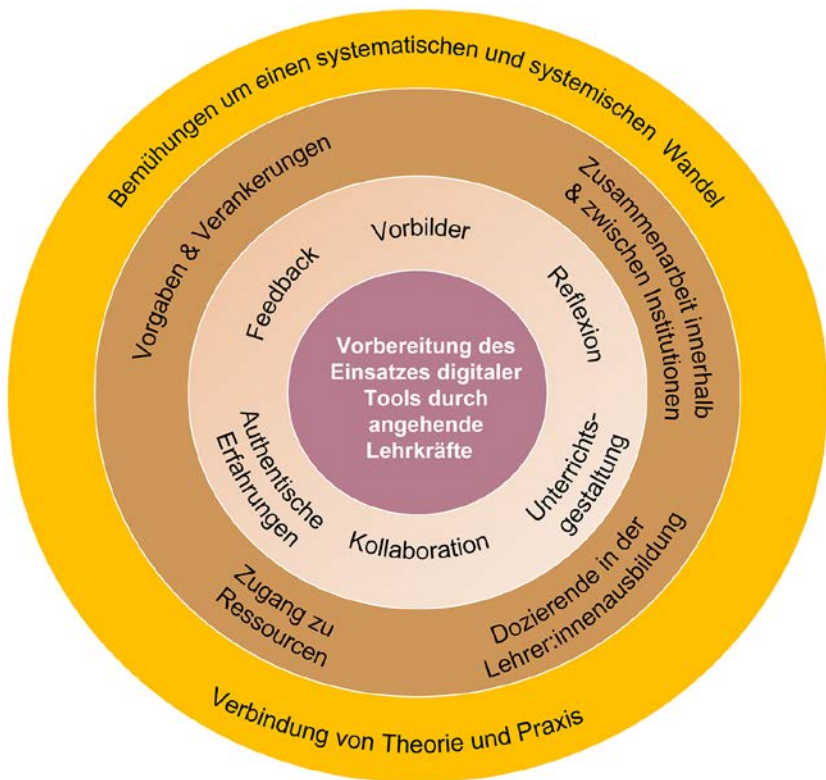 Bemühungen um einen systematischen und systemischen Wandel
Vorgaben & Verankerungen
Zusammenarbeit innerhalb
& zwischen Institutionen
Vorbilder
Feedback
Reflexion
Vorbereitung des
Einsatzes digitaler
Tools durch
angehende
Lehrkräfte
Authentische
Erfahrungen
Unterrichts-
gestaltung
Kollaboration
Zugang zu
Ressourcen
Dozierende in der
Lehrer:innenausbildung
Verbindung von Theorie und Praxis